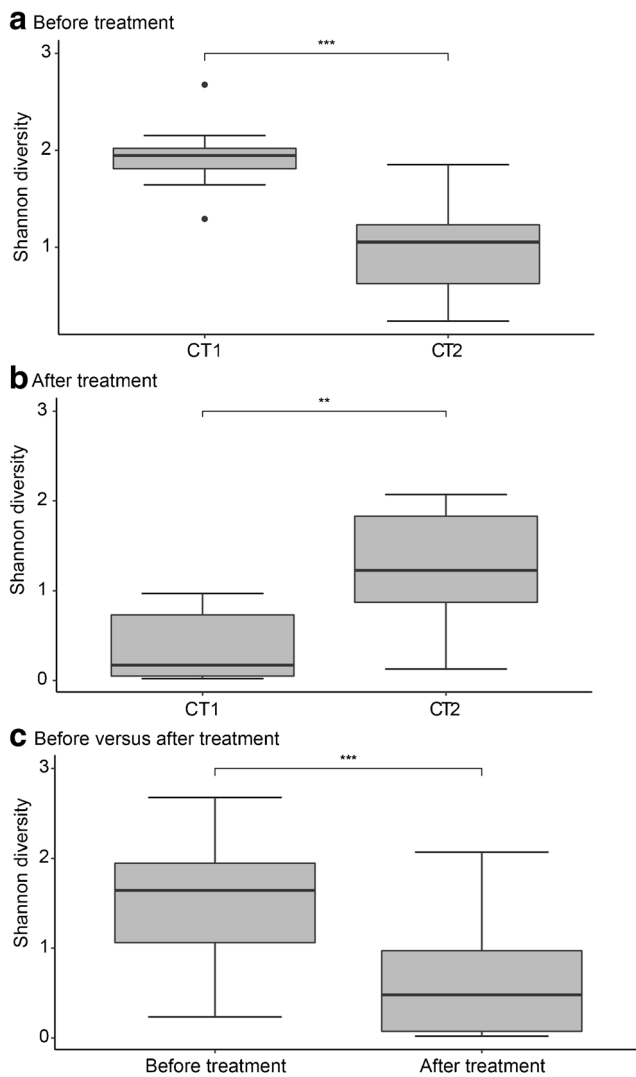 a Before treatment
3
***
2
1
Shannon diversity
CT1 CT2
b After treatment
3
**
2
1
0
Shannon diversity
CT1 CT2
c Before versus after treatment
3
***
2
1
0
Shannon diversity
Before treatment After treatment